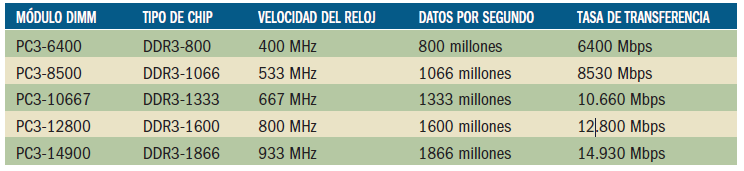 MÓDULO DIMM TIPO DE CHIP VELOCIDAD DEL RELOJ DATOS POR SEGUNDO TASA DE TRANSFERENCIA
PC3-6400 DDR3-800 400 MHz 800 millones 6400 Mbps
PC3-8500 DDR3-1066 533 MHz 1066 millones 8530 Mbps
PC3-10667 DDR3-1333 667 MHz 1333 millones 10.660 Mbps
PC3-12800 DDR3-1600 800 MHz 1600 millones 12.800 Mbps
PC3-14900 DDR3-1866 933 MHz 1866 millones 14.930 Mbps